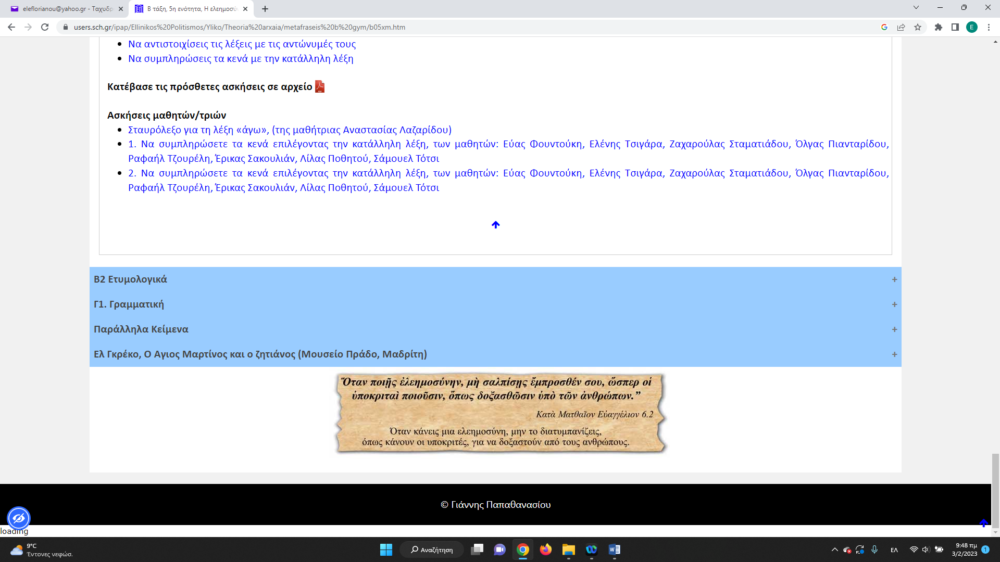 eleflorianou@yahoo.gr - Ταχυδρ
Β τάξη, 5η ενότητα, Η ελεημοσύν
users.sch.gr/ipap/Ellinikos%20Politismos/Yliko/Theoria%20arxaia/metafraseis%20b%20gym/b05xm.htm
E
Να αντιστοιχίσεις τις λέξεις με τις αντώνυμές τους
Να συμπληρώσεις τα κενά με την κατάλληλη λέξη
Κατέβασε τις πρόσθετες ασκήσεις σε αρχείο
Ασκήσεις μαθητών/τριών
Σταυρόλεξο για τη λέξη «άγω», (της μαθήτριας Αναστασίας Λαζαρίδου)
1. Να συμπληρώσετε τα κενά επιλέγοντας την κατάλληλη λέξη, των μαθητών: Εύας Φουντούκη, Ελένης Τσιγάρα, Ζαχαρούλας Σταματιάδου, Όλγας Πιανταρίδου,
Ραφαήλ Τζουρέλη, Έρικας Σακουλιάν, Λίλας Ποθητού, Σάμουελ Τότσι
2. Να συμπληρώσετε τα κενά επιλέγοντας την κατάλληλη λέξη, των μαθητών: Εύας Φουντούκη, Ελένης Τσιγάρα, Ζαχαρούλας Σταματιάδου, Όλγας Πιανταρίδου,
Ραφαήλ Τζουρέλη, Έρικας Σακουλιάν, Λίλας Ποθητού, Σάμουελ Τότσι
Β2 Ετυμολογικά +
Γ1. Γραμματική +
Παράλληλα Κείμενα +
Ελ Γκρέκο, Ο Αγιος Μαρτίνος και ο ζητιάνος (Μουσείο Πράδο, Μαδρίτη) +
Ὅταν ποιῇς ἐλεημοσύνην, μὴ σαλπίσῃς ἔμπροσθέν σου, ὥσπερ οἱ
ὑποκριταὶ ποιοῦσιν, ὅπως δοξασθῶσιν ὑπὸ τῶν ἀνθρώπων.”
Κατὰ Ματθαῖον Εὐαγγέλιον 6.2
Όταν κάνεις μια ελεημοσύνη, μην το διατυμπανίζεις,
όπως κάνουν οι υποκριτές, για να δοξαστούν από τους ανθρώπους.
© Γιάννης Παπαθανασίου
loading
9°C
Έντονες νεφώσ.
Αναζήτηση
ΕΛ
9:48 πμ
3/2/2023
1